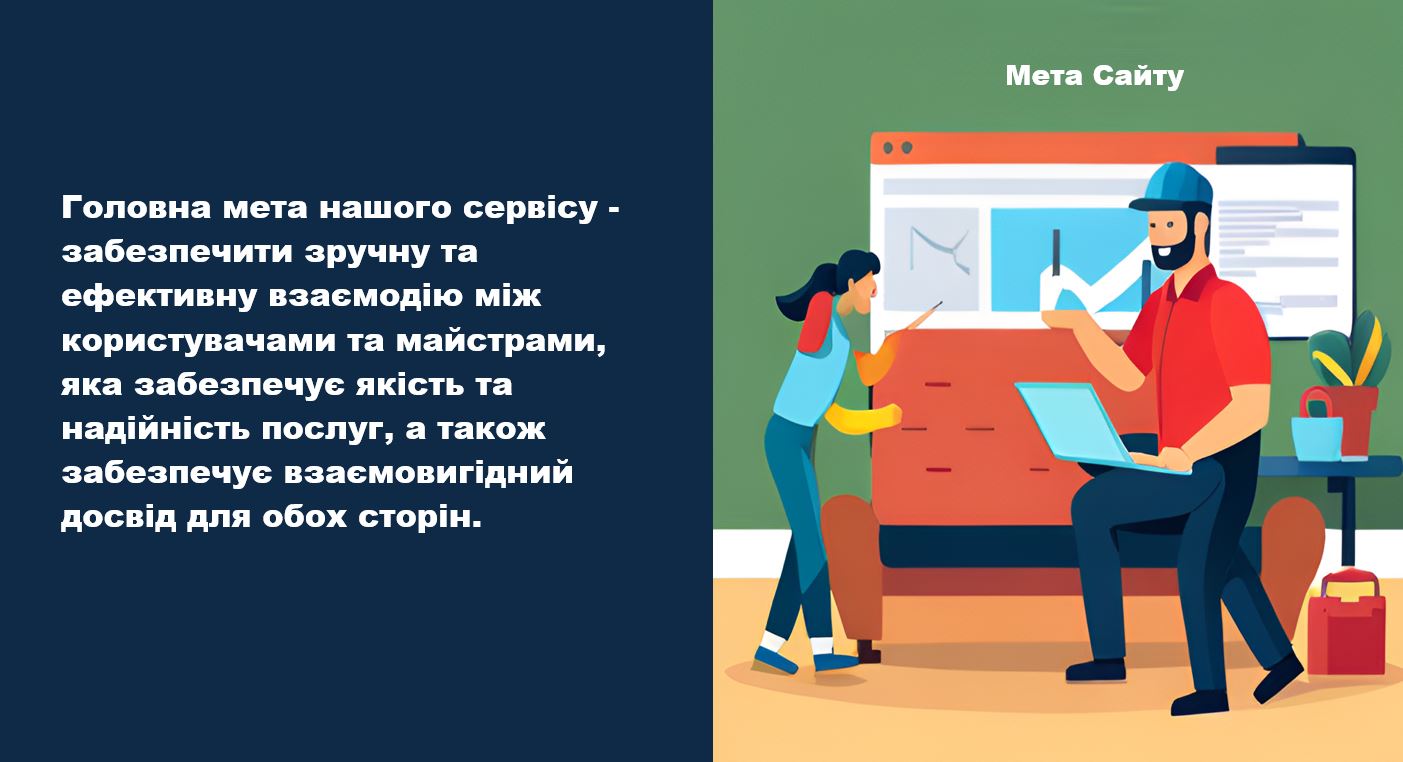 Мета Сайту
Головна мета нашого сервісу -
забезпечити зручну та
ефективну взаємодію між
користувачами та майстрами,
яка забезпечує якість та
надійність послуг, а також
забезпечує взаємовигідний
досвід для обох сторін.